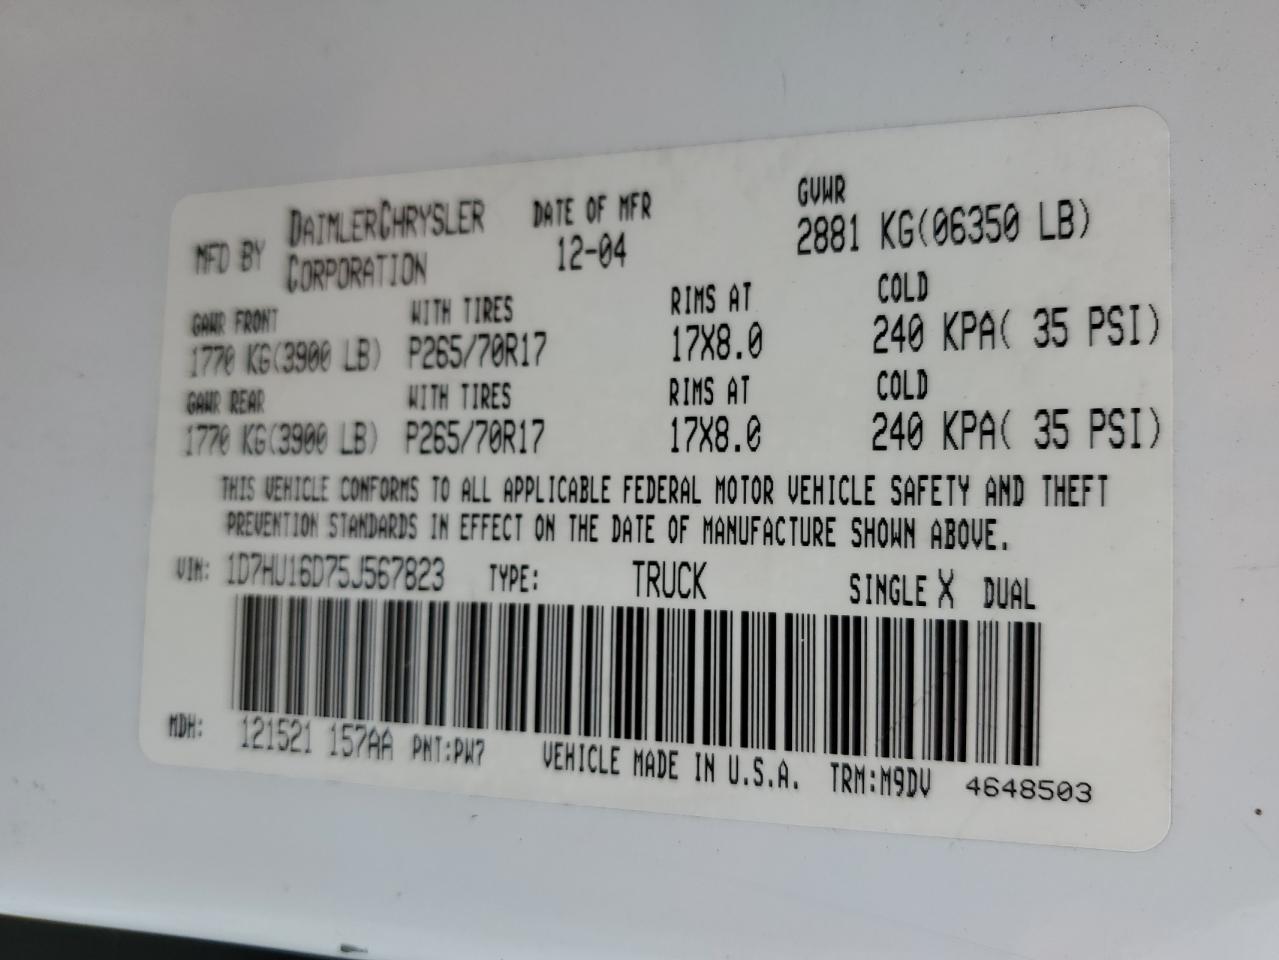 MFD BY DAIMLERCHRYSLER CORPORATION DATE OF MFR 12-04 GVWR 2881 KG(06350 LB)
GAWR FRONT WITH TIRES RIMS AT COLD
1770 KG(3900 LB) P265/70R17 17X8.0 240 KPA( 35 PSI)
GAWR REAR WITH TIRES RIMS AT COLD
1770 KG(3900 LB) P265/70R17 17X8.0 240 KPA( 35 PSI)
THIS VEHICLE CONFORMS TO ALL APPLICABLE FEDERAL MOTOR VEHICLE SAFETY AND THEFT
PREVENTION STANDARDS IN EFFECT ON THE DATE OF MANUFACTURE SHOWN ABOVE.
VIN: 1D7HU16D75J567823 TYPE: TRUCK SINGLE X DUAL
MDH: 121521 157AA PNT:PW7 VEHICLE MADE IN U.S.A. TRM:M9DV 4648503